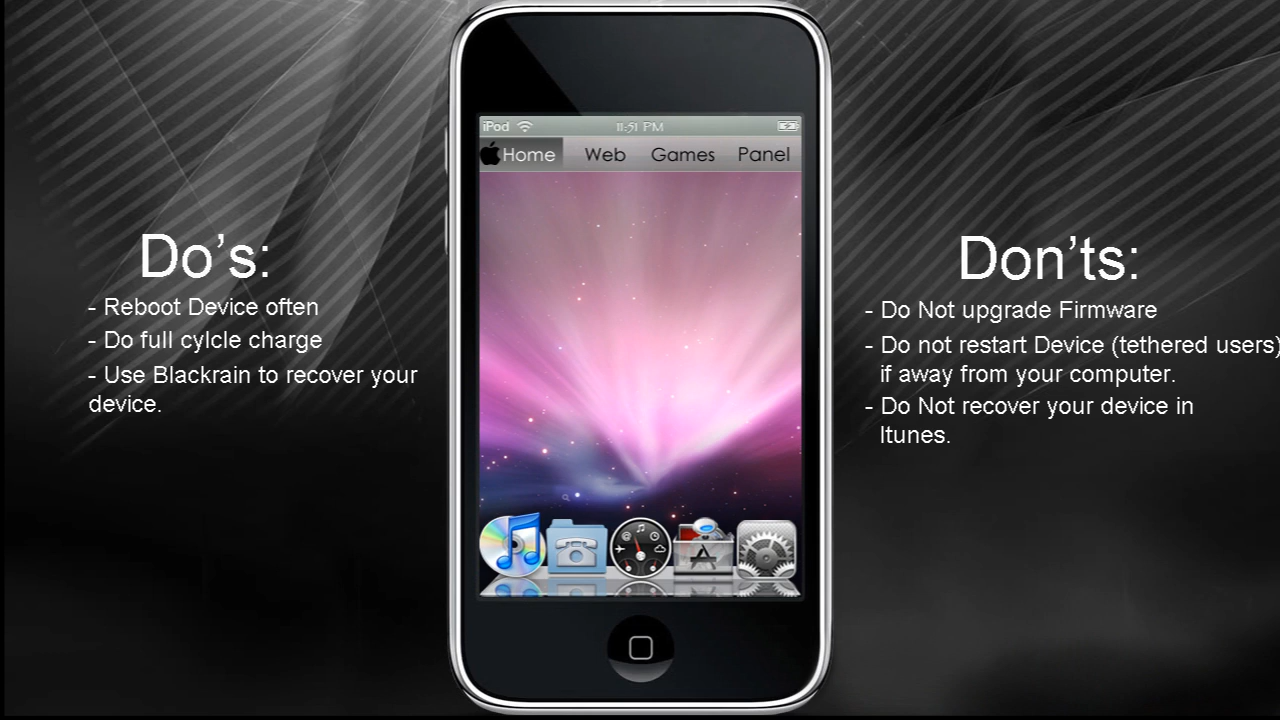 iPod 11:51 PM
Home Web Games Panel
Do's:
- Reboot Device often
- Do full cylcle charge
- Use Blackrain to recover your
device.
Don'ts:
- Do Not upgrade Firmware
- Do not restart Device (tethered users)
if away from your computer.
- Do Not recover your device in
Itunes.